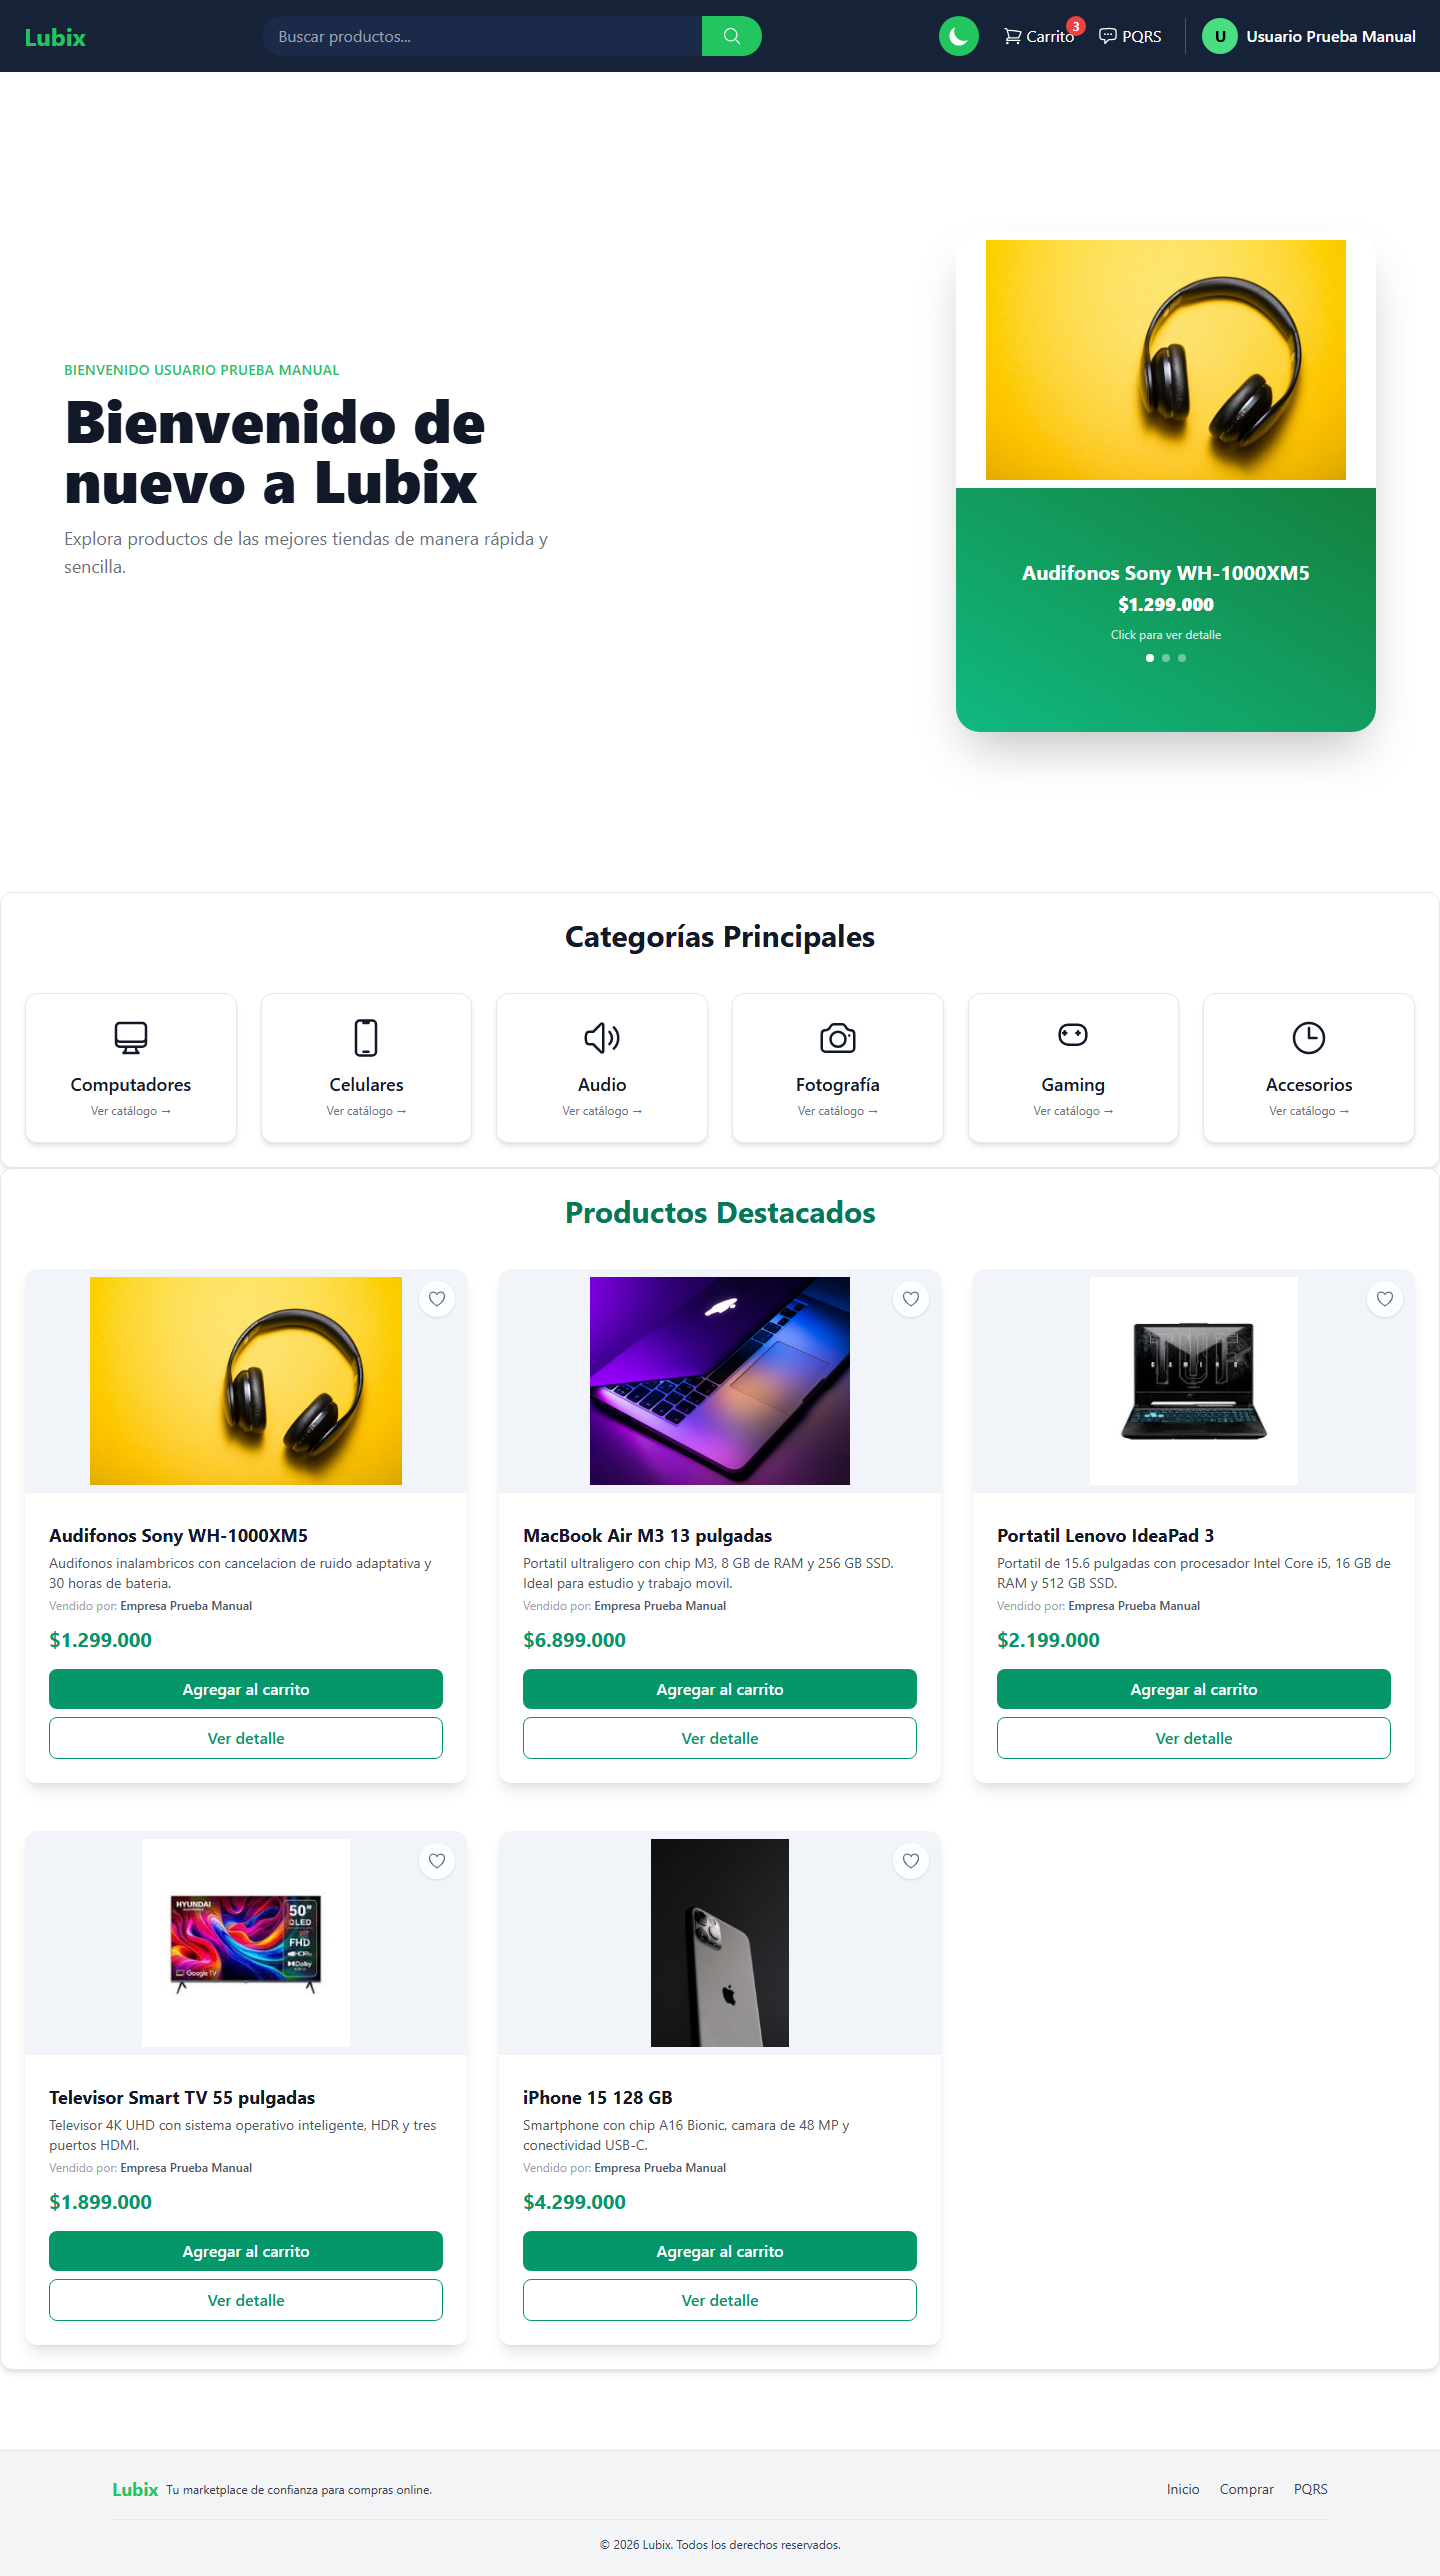 Lubix
Buscar productos...
Carrito
3
PQRS
U
Usuario Prueba Manual
BIENVENIDO USUARIO PRUEBA MANUAL
Bienvenido de
nuevo a Lubix
Explora productos de las mejores tiendas de manera rápida y
sencilla.
Audifonos Sony WH-1000XM5
$1.299.000
Click para ver detalle
Categorías Principales
Computadores
Ver catálogo →
Celulares
Ver catálogo →
Audio
Ver catálogo →
Fotografía
Ver catálogo →
Gaming
Ver catálogo →
Accesorios
Ver catálogo →
Productos Destacados
Audifonos Sony WH-1000XM5
Audifonos inalambricos con cancelacion de ruido adaptativa y
30 horas de bateria.
Vendido por: Empresa Prueba Manual
$1.299.000
Agregar al carrito
Ver detalle
MacBook Air M3 13 pulgadas
Portatil ultraligero con chip M3, 8 GB de RAM y 256 GB SSD.
Ideal para estudio y trabajo movil.
Vendido por: Empresa Prueba Manual
$6.899.000
Agregar al carrito
Ver detalle
TUF
GAMING
Portatil Lenovo IdeaPad 3
Portatil de 15.6 pulgadas con procesador Intel Core i5, 16 GB de
RAM y 512 GB SSD.
Vendido por: Empresa Prueba Manual
$2.199.000
Agregar al carrito
Ver detalle
HYUNDAI
50"
QLED
FHD
HDR
Dolby
Google TV
Televisor Smart TV 55 pulgadas
Televisor 4K UHD con sistema operativo inteligente, HDR y tres
puertos HDMI.
Vendido por: Empresa Prueba Manual
$1.899.000
Agregar al carrito
Ver detalle
iPhone 15 128 GB
Smartphone con chip A16 Bionic, camara de 48 MP y
conectividad USB-C.
Vendido por: Empresa Prueba Manual
$4.299.000
Agregar al carrito
Ver detalle
Lubix Tu marketplace de confianza para compras online.
Inicio
Comprar
PQRS
© 2026 Lubix. Todos los derechos reservados.